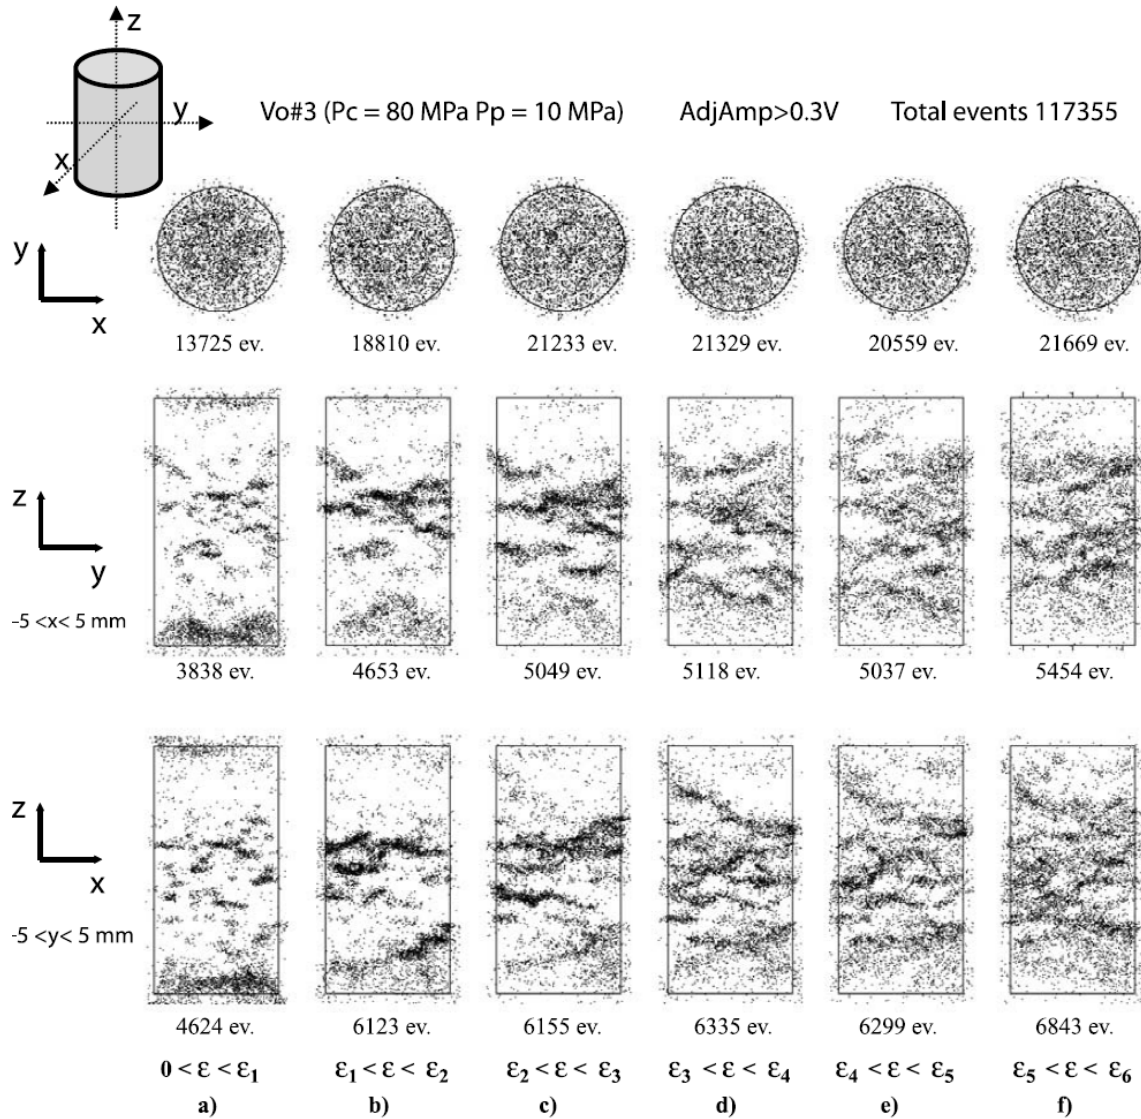 z
y
x
Vo#3 (Pc = 80 MPa Pp = 10 MPa) AdjAmp>0.3V Total events 117355
y
x
13725 ev. 18810 ev. 21233 ev. 21329 ev. 20559 ev. 21669 ev.
z
y
-5 <x< 5 mm
3838 ev. 4653 ev. 5049 ev. 5118 ev. 5037 ev. 5454 ev.
z
x
-5 <y< 5 mm
4624 ev. 6123 ev. 6155 ev. 6335 ev. 6299 ev. 6843 ev.
0 < ε < ε₁ ε₁ < ε < ε₂ ε₂ < ε < ε₃ ε₃ < ε < ε₄ ε₄ < ε < ε₅ ε₅ < ε < ε₆
a) b) c) d) e) f)